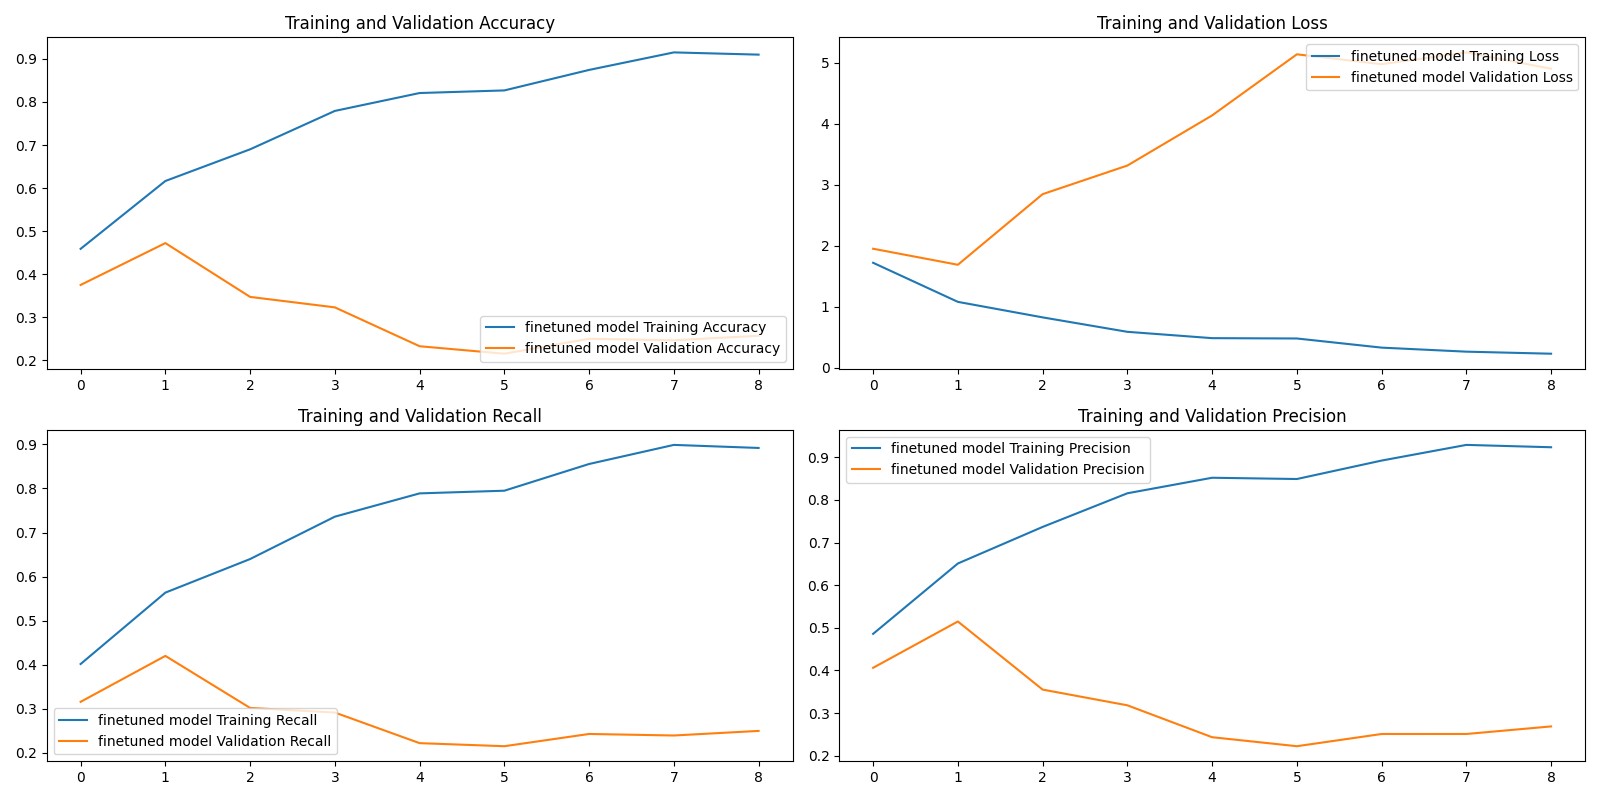 Training and Validation Accuracy
0.9
0.8
0.7
0.6
0.5
0.4
0.3
0.2
finetuned model Training Accuracy
finetuned model Validation Accuracy
0 1 2 3 4 5 6 7 8
Training and Validation Loss
finetuned model Training Loss
finetuned model Validation Loss
5
4
3
2
1
0
0 1 2 3 4 5 6 7 8
Training and Validation Recall
0.9
0.8
0.7
0.6
0.5
0.4
0.3
0.2
finetuned model Training Recall
finetuned model Validation Recall
0 1 2 3 4 5 6 7 8
Training and Validation Precision
finetuned model Training Precision
finetuned model Validation Precision
0.9
0.8
0.7
0.6
0.5
0.4
0.3
0.2
0 1 2 3 4 5 6 7 8